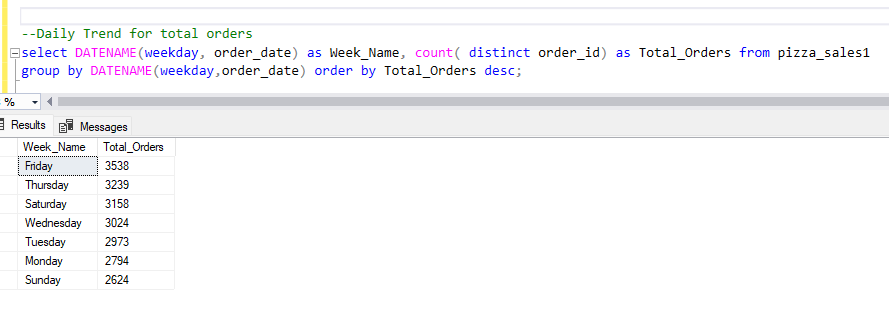 --Daily Trend for total orders
select DATENAME(weekday, order_date) as Week_Name, count( distinct order_id) as Total_Orders from pizza_sales1
group by DATENAME(weekday,order_date) order by Total_Orders desc;
%
Results Messages
Week_Name Total_Orders
Friday 3538
Thursday 3239
Saturday 3158
Wednesday 3024
Tuesday 2973
Monday 2794
Sunday 2624